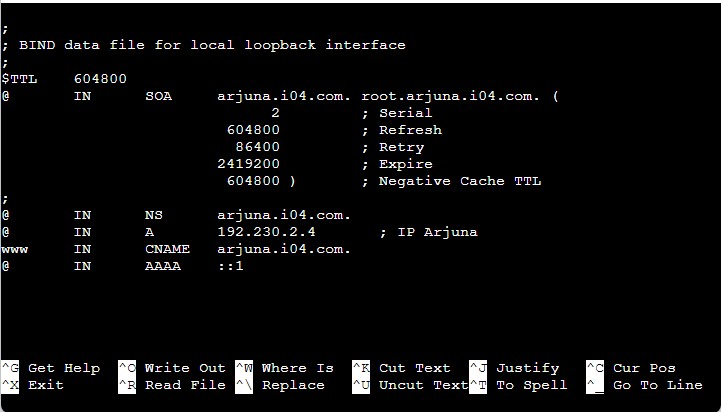 ;
; BIND data file for local loopback interface
;
$TTL    604800
@       IN      SOA     arjuna.i04.com. root.arjuna.i04.com. (
                              2         ; Serial
                         604800         ; Refresh
                          86400         ; Retry
                        2419200         ; Expire
                         604800 )       ; Negative Cache TTL
;
@       IN      NS      arjuna.i04.com.
@       IN      A       192.230.2.4       ; IP Arjuna
www     IN      CNAME   arjuna.i04.com.
@       IN      AAAA    ::1
^G Get Help  ^O Write Out ^W Where Is  ^K Cut Text  ^J Justify   ^C Cur Pos
^X Exit      ^R Read File ^\ Replace   ^U Uncut Text^T To Spell  ^_ Go To Line